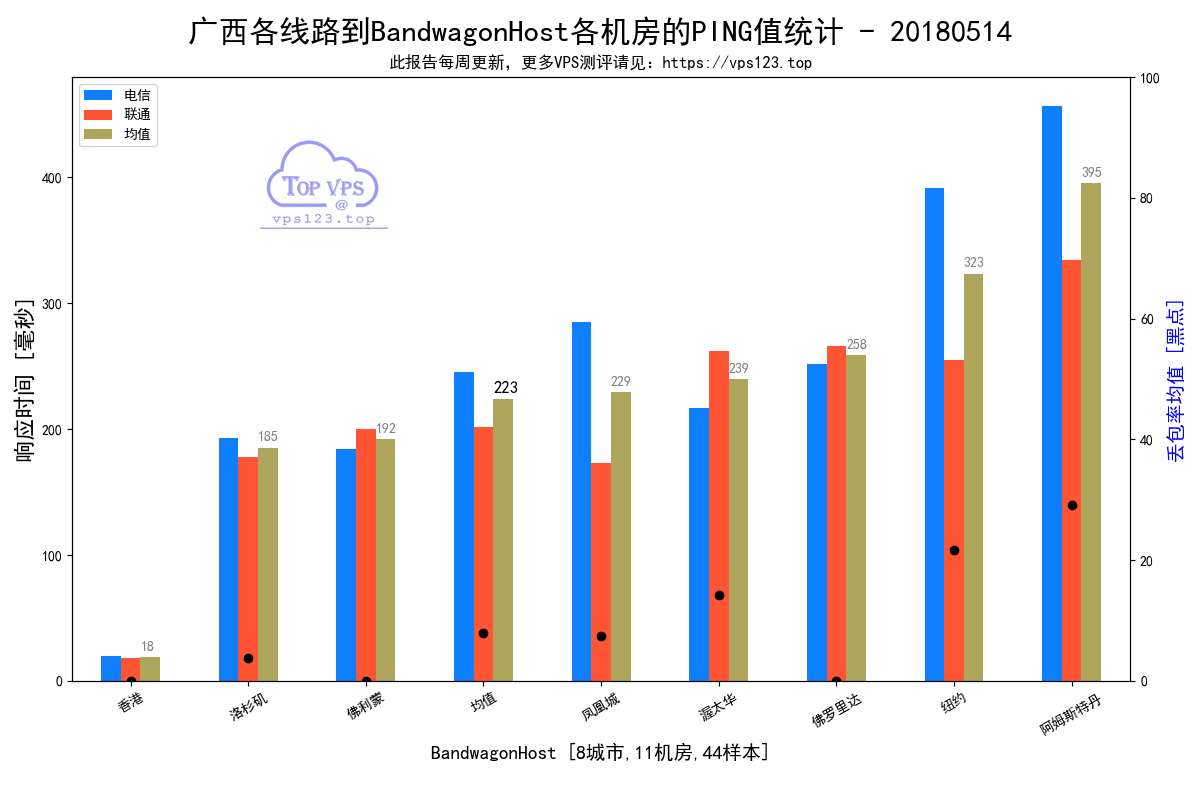 广西各线路到BandwagonHost各机房的PING值统计 - 20180514
此报告每周更新，更多VPS测评请见：https://vps123.top
电信
联通
均值
TOP VPS
@
vps123.top
响应时间 [毫秒]
400
300
200
100
0
100
80
60
40
20
0
丢包率均值 [黑点]
18
185
192
223
229
239
258
323
395
香港
洛杉矶
佛利蒙
均值
凤凰城
渥太华
佛罗里达
纽约
阿姆斯特丹
BandwagonHost [8城市,11机房,44样本]